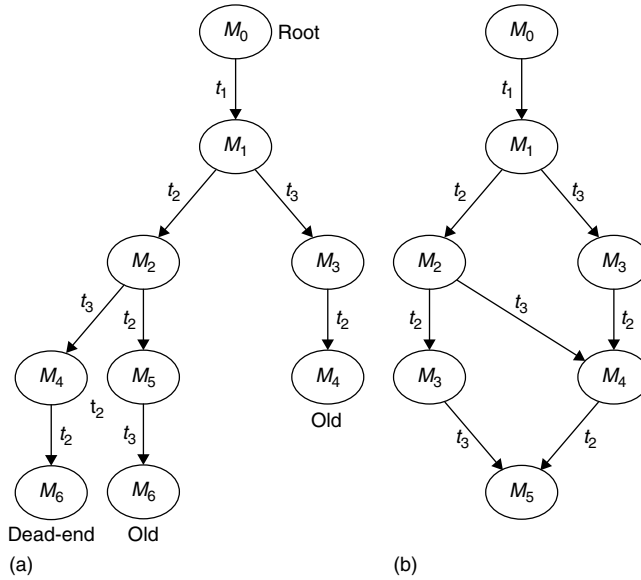 M0 Root
t1
M1
t2 t3
M2 M3
t3 t2 t2
M4 t2 M5 M4
t2 t3 Old
M6 M6
Dead-end Old
(a)
M0
t1
M1
t2 t3
M2 M3
t2 t3 t2
M3 M4
t3 t2
M5
(b)